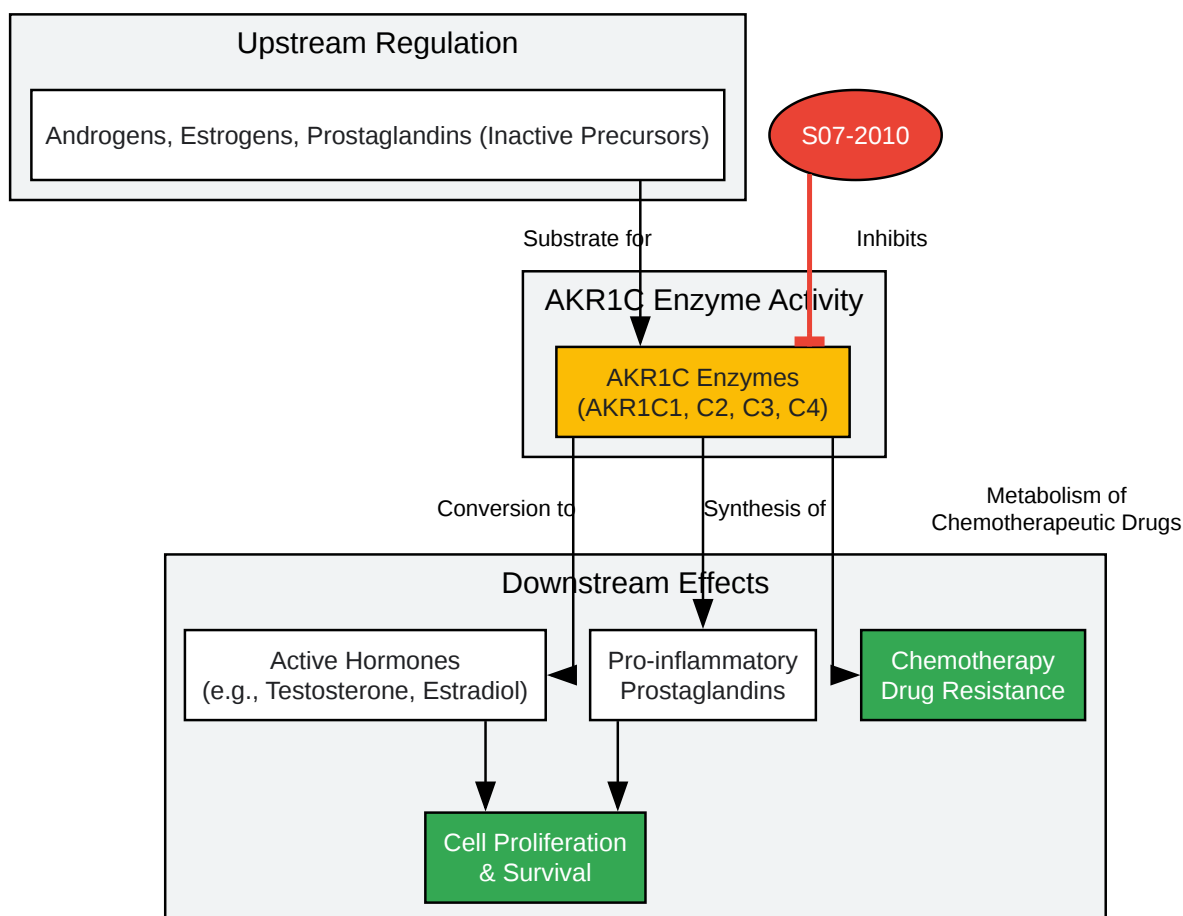 Upstream Regulation
Androgens, Estrogens, Prostaglandins (Inactive Precursors)
S07-2010
Substrate for
Inhibits
AKR1C Enzyme Activity
AKR1C Enzymes
(AKR1C1, C2, C3, C4)
Conversion to
Synthesis of
Metabolism of
Chemotherapeutic Drugs
Downstream Effects
Active Hormones
(e.g., Testosterone, Estradiol)
Pro-inflammatory
Prostaglandins
Chemotherapy
Drug Resistance
Cell Proliferation
& Survival